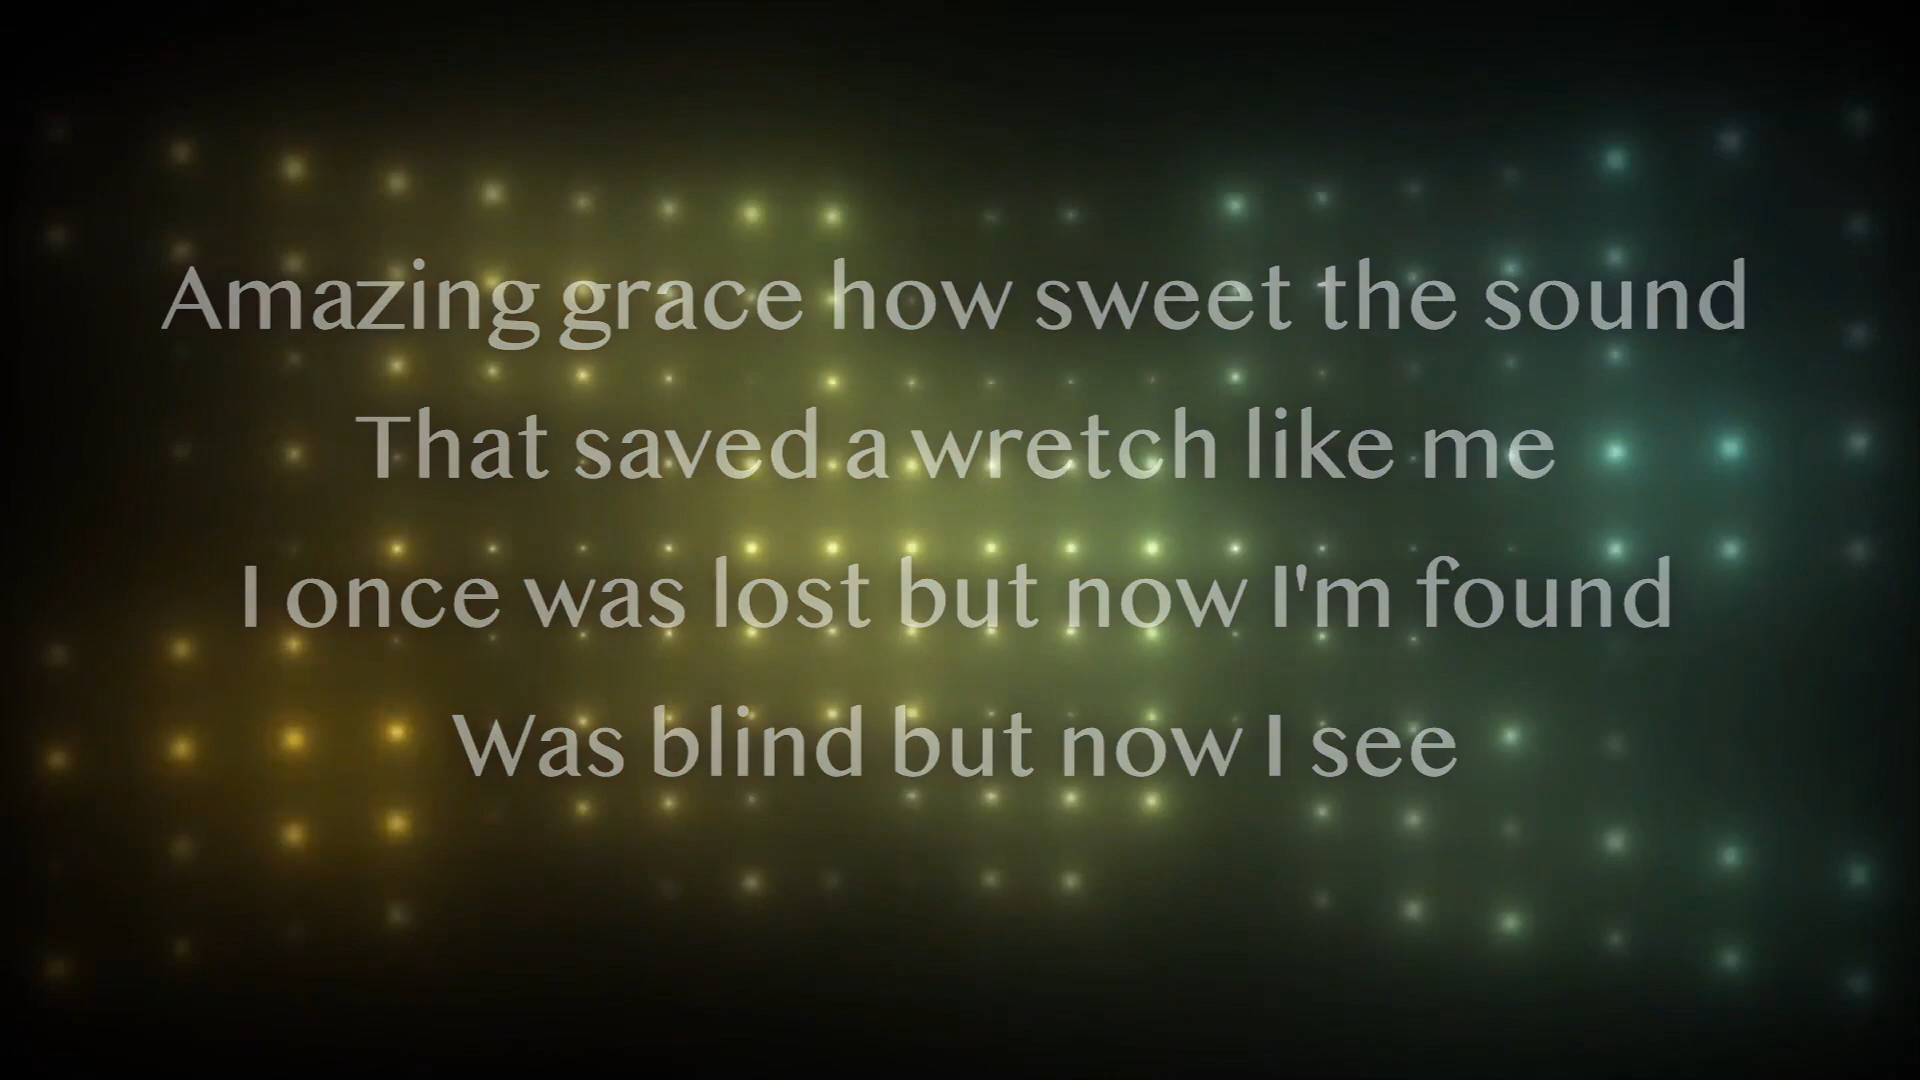 Amazing grace how sweet the sound
That saved a wretch like me
I once was lost but now I'm found
Was blind but now I see